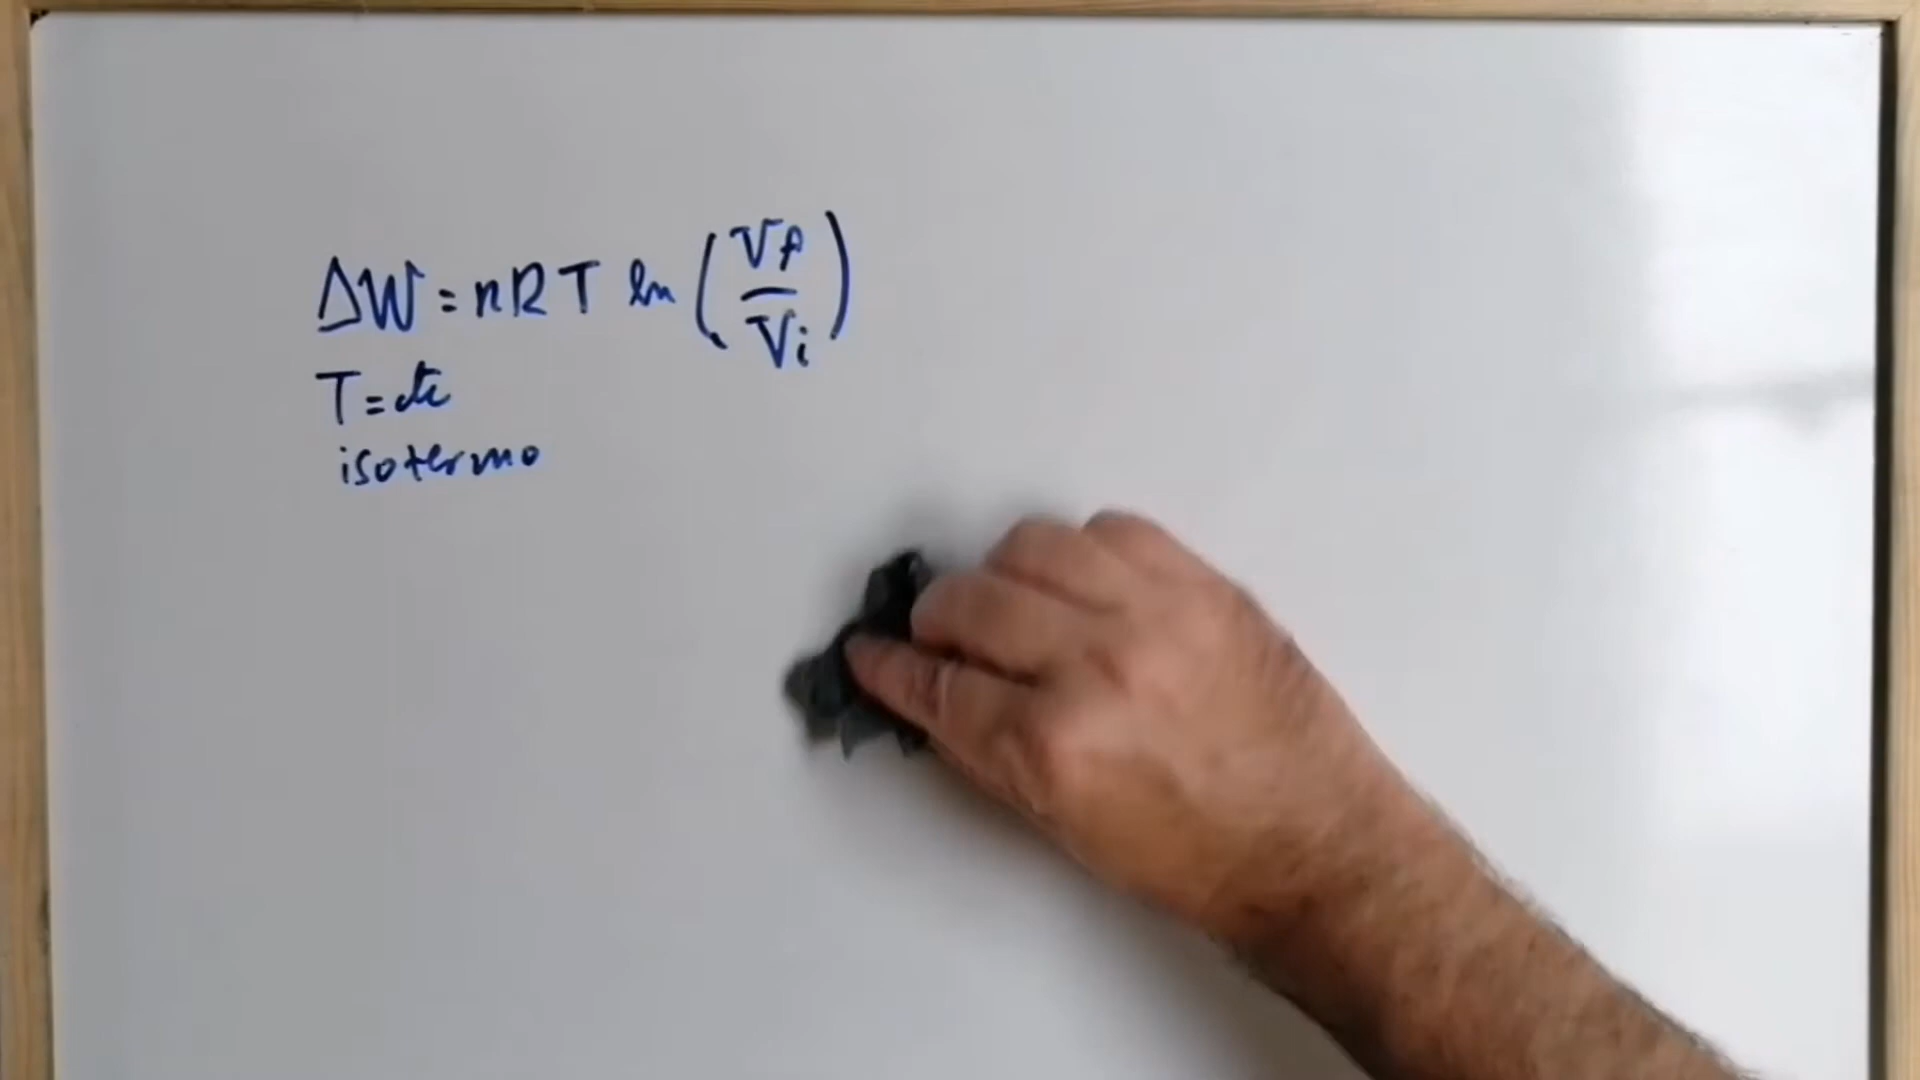 ΔW = nRT ln (Vf/Vi)
T = cte
isotermo